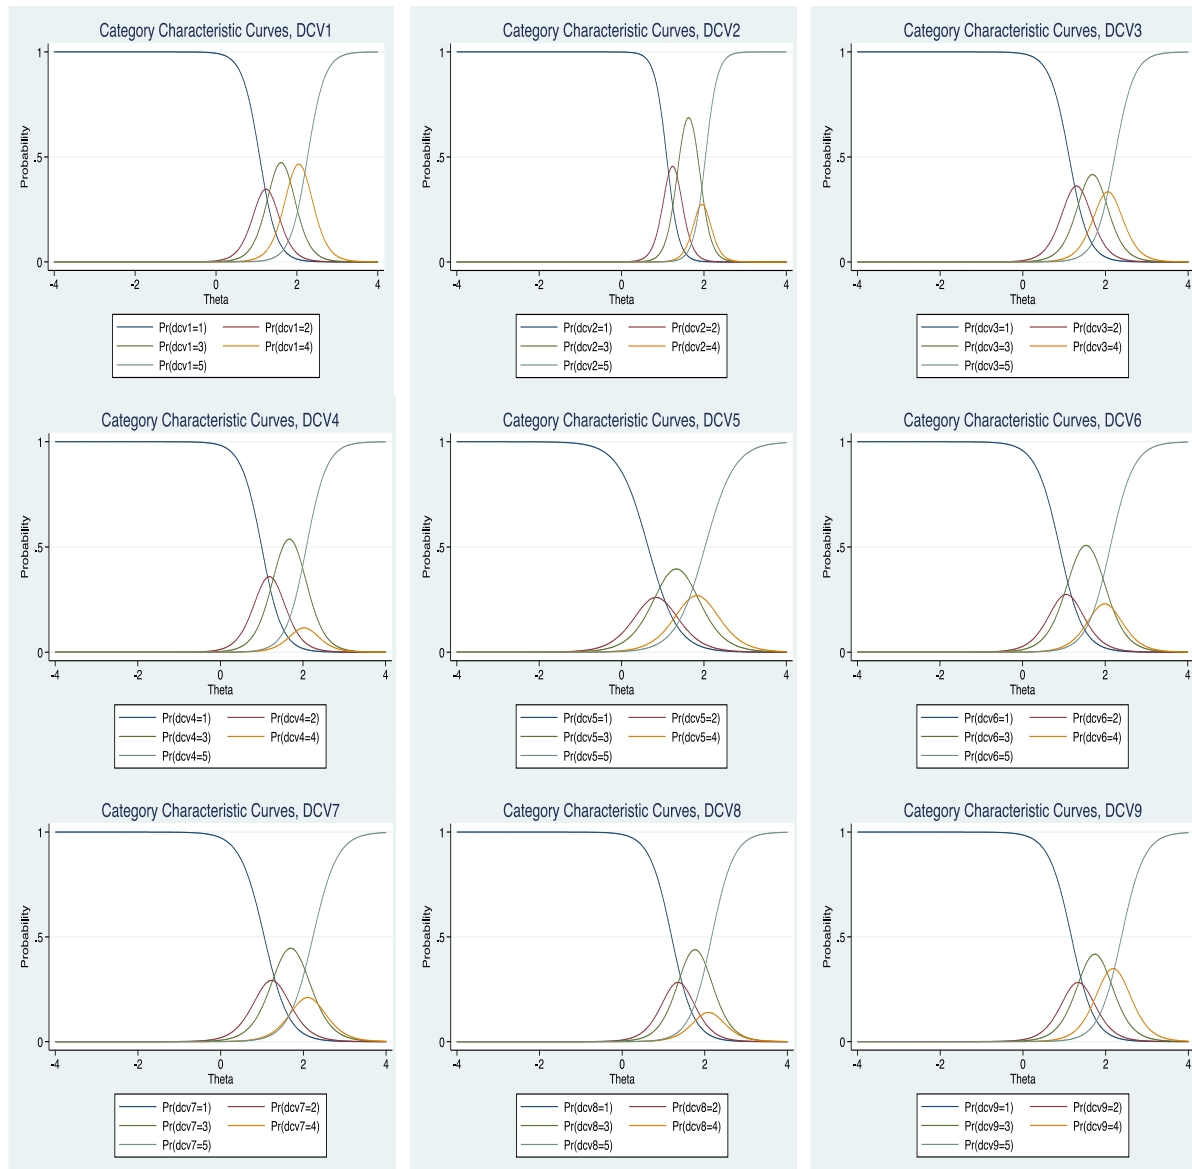 Category Characteristic Curves, DCV1
1
.5
0
Probability
-4 -2 0 2 4
Theta
Pr(dcv1=1) Pr(dcv1=2)
Pr(dcv1=3) Pr(dcv1=4)
Pr(dcv1=5)
Category Characteristic Curves, DCV2
1
.5
0
Probability
-4 -2 0 2 4
Theta
Pr(dcv2=1) Pr(dcv2=2)
Pr(dcv2=3) Pr(dcv2=4)
Pr(dcv2=5)
Category Characteristic Curves, DCV3
1
.5
0
Probability
-4 -2 0 2 4
Theta
Pr(dcv3=1) Pr(dcv3=2)
Pr(dcv3=3) Pr(dcv3=4)
Pr(dcv3=5)
Category Characteristic Curves, DCV4
1
.5
0
Probability
-4 -2 0 2 4
Theta
Pr(dcv4=1) Pr(dcv4=2)
Pr(dcv4=3) Pr(dcv4=4)
Pr(dcv4=5)
Category Characteristic Curves, DCV5
1
.5
0
Probability
-4 -2 0 2 4
Theta
Pr(dcv5=1) Pr(dcv5=2)
Pr(dcv5=3) Pr(dcv5=4)
Pr(dcv5=5)
Category Characteristic Curves, DCV6
1
.5
0
Probability
-4 -2 0 2 4
Theta
Pr(dcv6=1) Pr(dcv6=2)
Pr(dcv6=3) Pr(dcv6=4)
Pr(dcv6=5)
Category Characteristic Curves, DCV7
1
.5
0
Probability
-4 -2 0 2 4
Theta
Pr(dcv7=1) Pr(dcv7=2)
Pr(dcv7=3) Pr(dcv7=4)
Pr(dcv7=5)
Category Characteristic Curves, DCV8
1
.5
0
Probability
-4 -2 0 2 4
Theta
Pr(dcv8=1) Pr(dcv8=2)
Pr(dcv8=3) Pr(dcv8=4)
Pr(dcv8=5)
Category Characteristic Curves, DCV9
1
.5
0
Probability
-4 -2 0 2 4
Theta
Pr(dcv9=1) Pr(dcv9=2)
Pr(dcv9=3) Pr(dcv9=4)
Pr(dcv9=5)